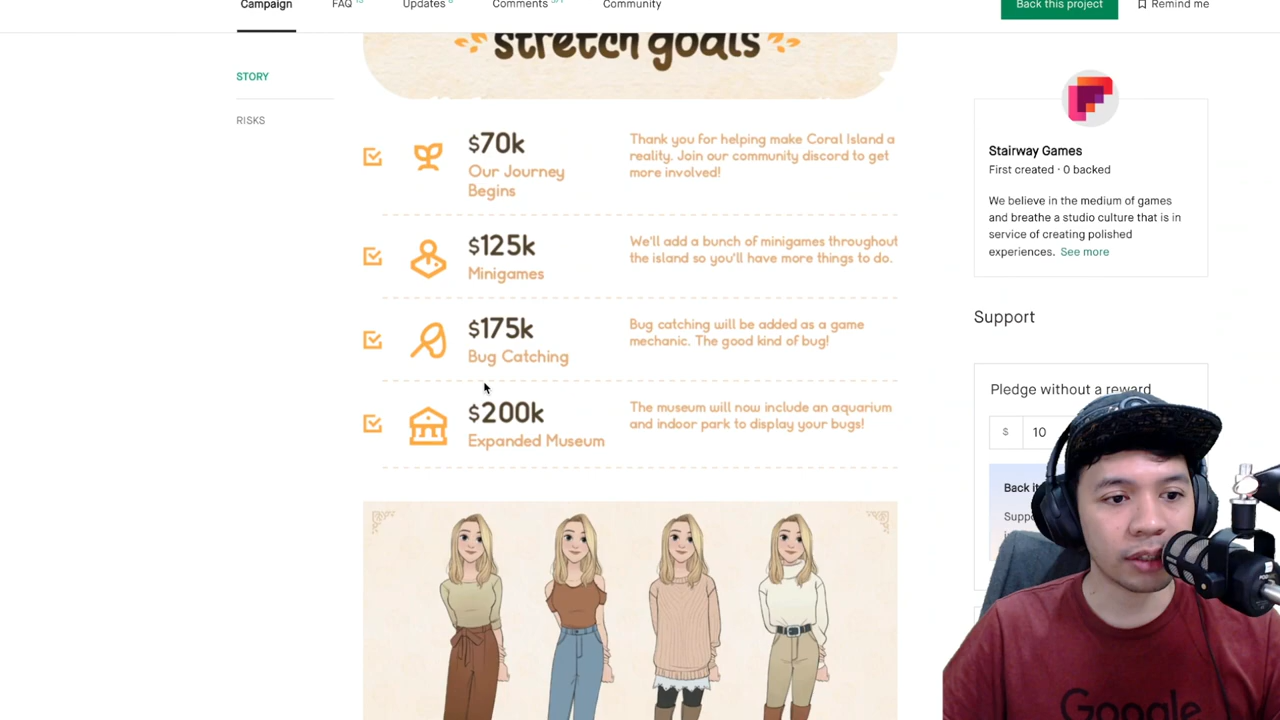 Campaign
FAQ
Updates
Comments
Community
Back this project
Remind me
stretch goals
STORY
RISKS
$70k
Our Journey
Begins
Thank you for helping make Coral Island a
reality. Join our community discord to get
more involved!
$125k
Minigames
We'll add a bunch of minigames throughout
the island so you'll have more things to do.
$175k
Bug Catching
Bug catching will be added as a game
mechanic. The good kind of bug!
$200k
Expanded Museum
The museum will now include an aquarium
and indoor park to display your bugs!
Stairway Games
First created · 0 backed
We believe in the medium of games
and breathe a studio culture that is in
service of creating polished
experiences. See more
Support
Pledge without a reward
$ 10
Back
Google